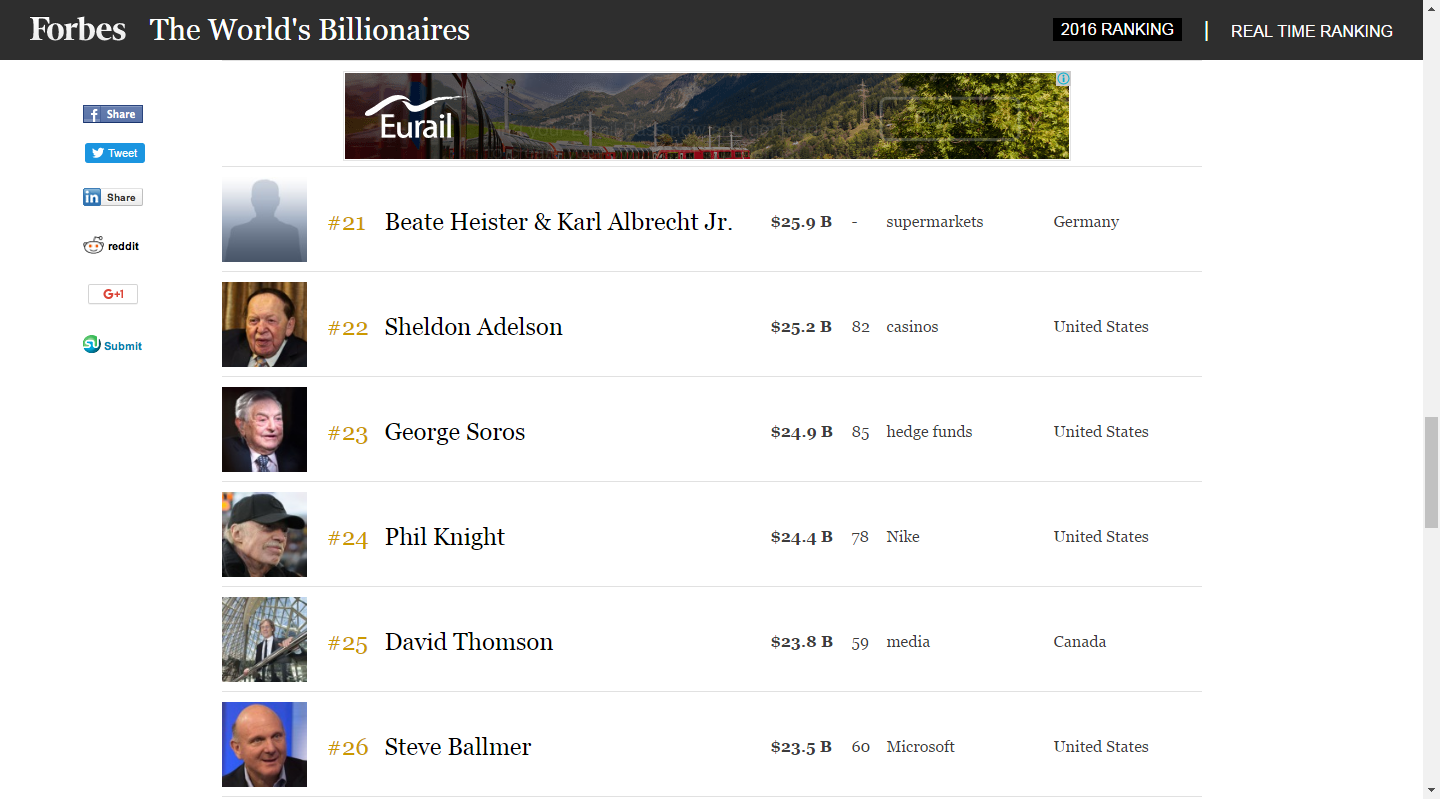 Forbes The World's Billionaires 2016 RANKING | REAL TIME RANKING
Eurail
f Share
Tweet
in Share
reddit
G+1
Submit
#21 Beate Heister & Karl Albrecht Jr. $25.9 B - supermarkets Germany
#22 Sheldon Adelson $25.2 B 82 casinos United States
#23 George Soros $24.9 B 85 hedge funds United States
#24 Phil Knight $24.4 B 78 Nike United States
#25 David Thomson $23.8 B 59 media Canada
#26 Steve Ballmer $23.5 B 60 Microsoft United States